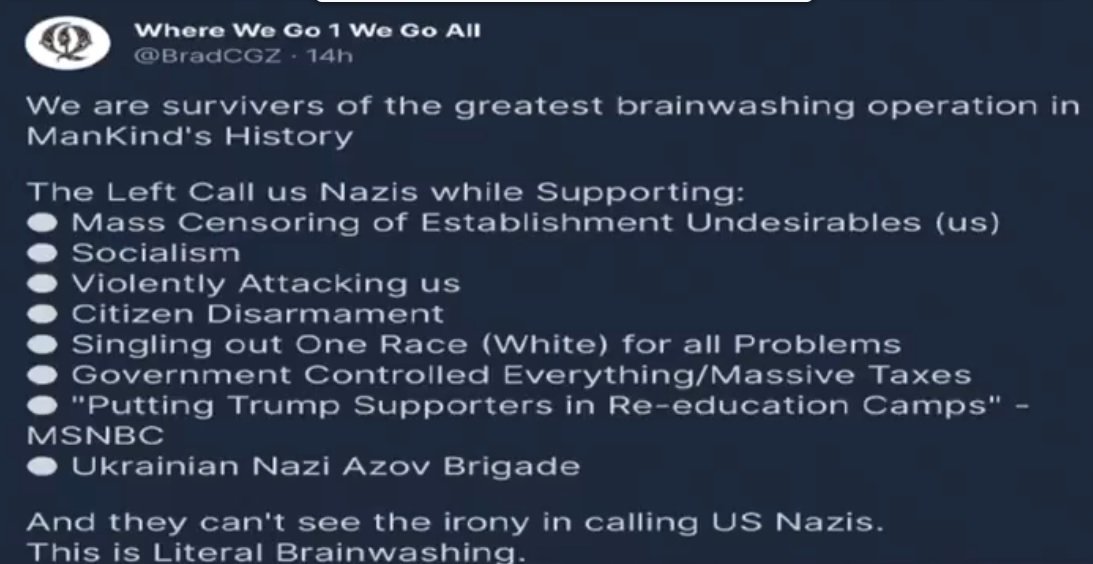 Where We Go 1 We Go All
@BradCGZ · 14h
We are survivers of the greatest brainwashing operation in
ManKind's History
The Left Call us Nazis while Supporting:
● Mass Censoring of Establishment Undesirables (us)
● Socialism
● Violently Attacking us
● Citizen Disarmament
● Singling out One Race (White) for all Problems
● Government Controlled Everything/Massive Taxes
● "Putting Trump Supporters in Re-education Camps" -
MSNBC
● Ukrainian Nazi Azov Brigade
And they can't see the irony in calling US Nazis.
This is Literal Brainwashing.